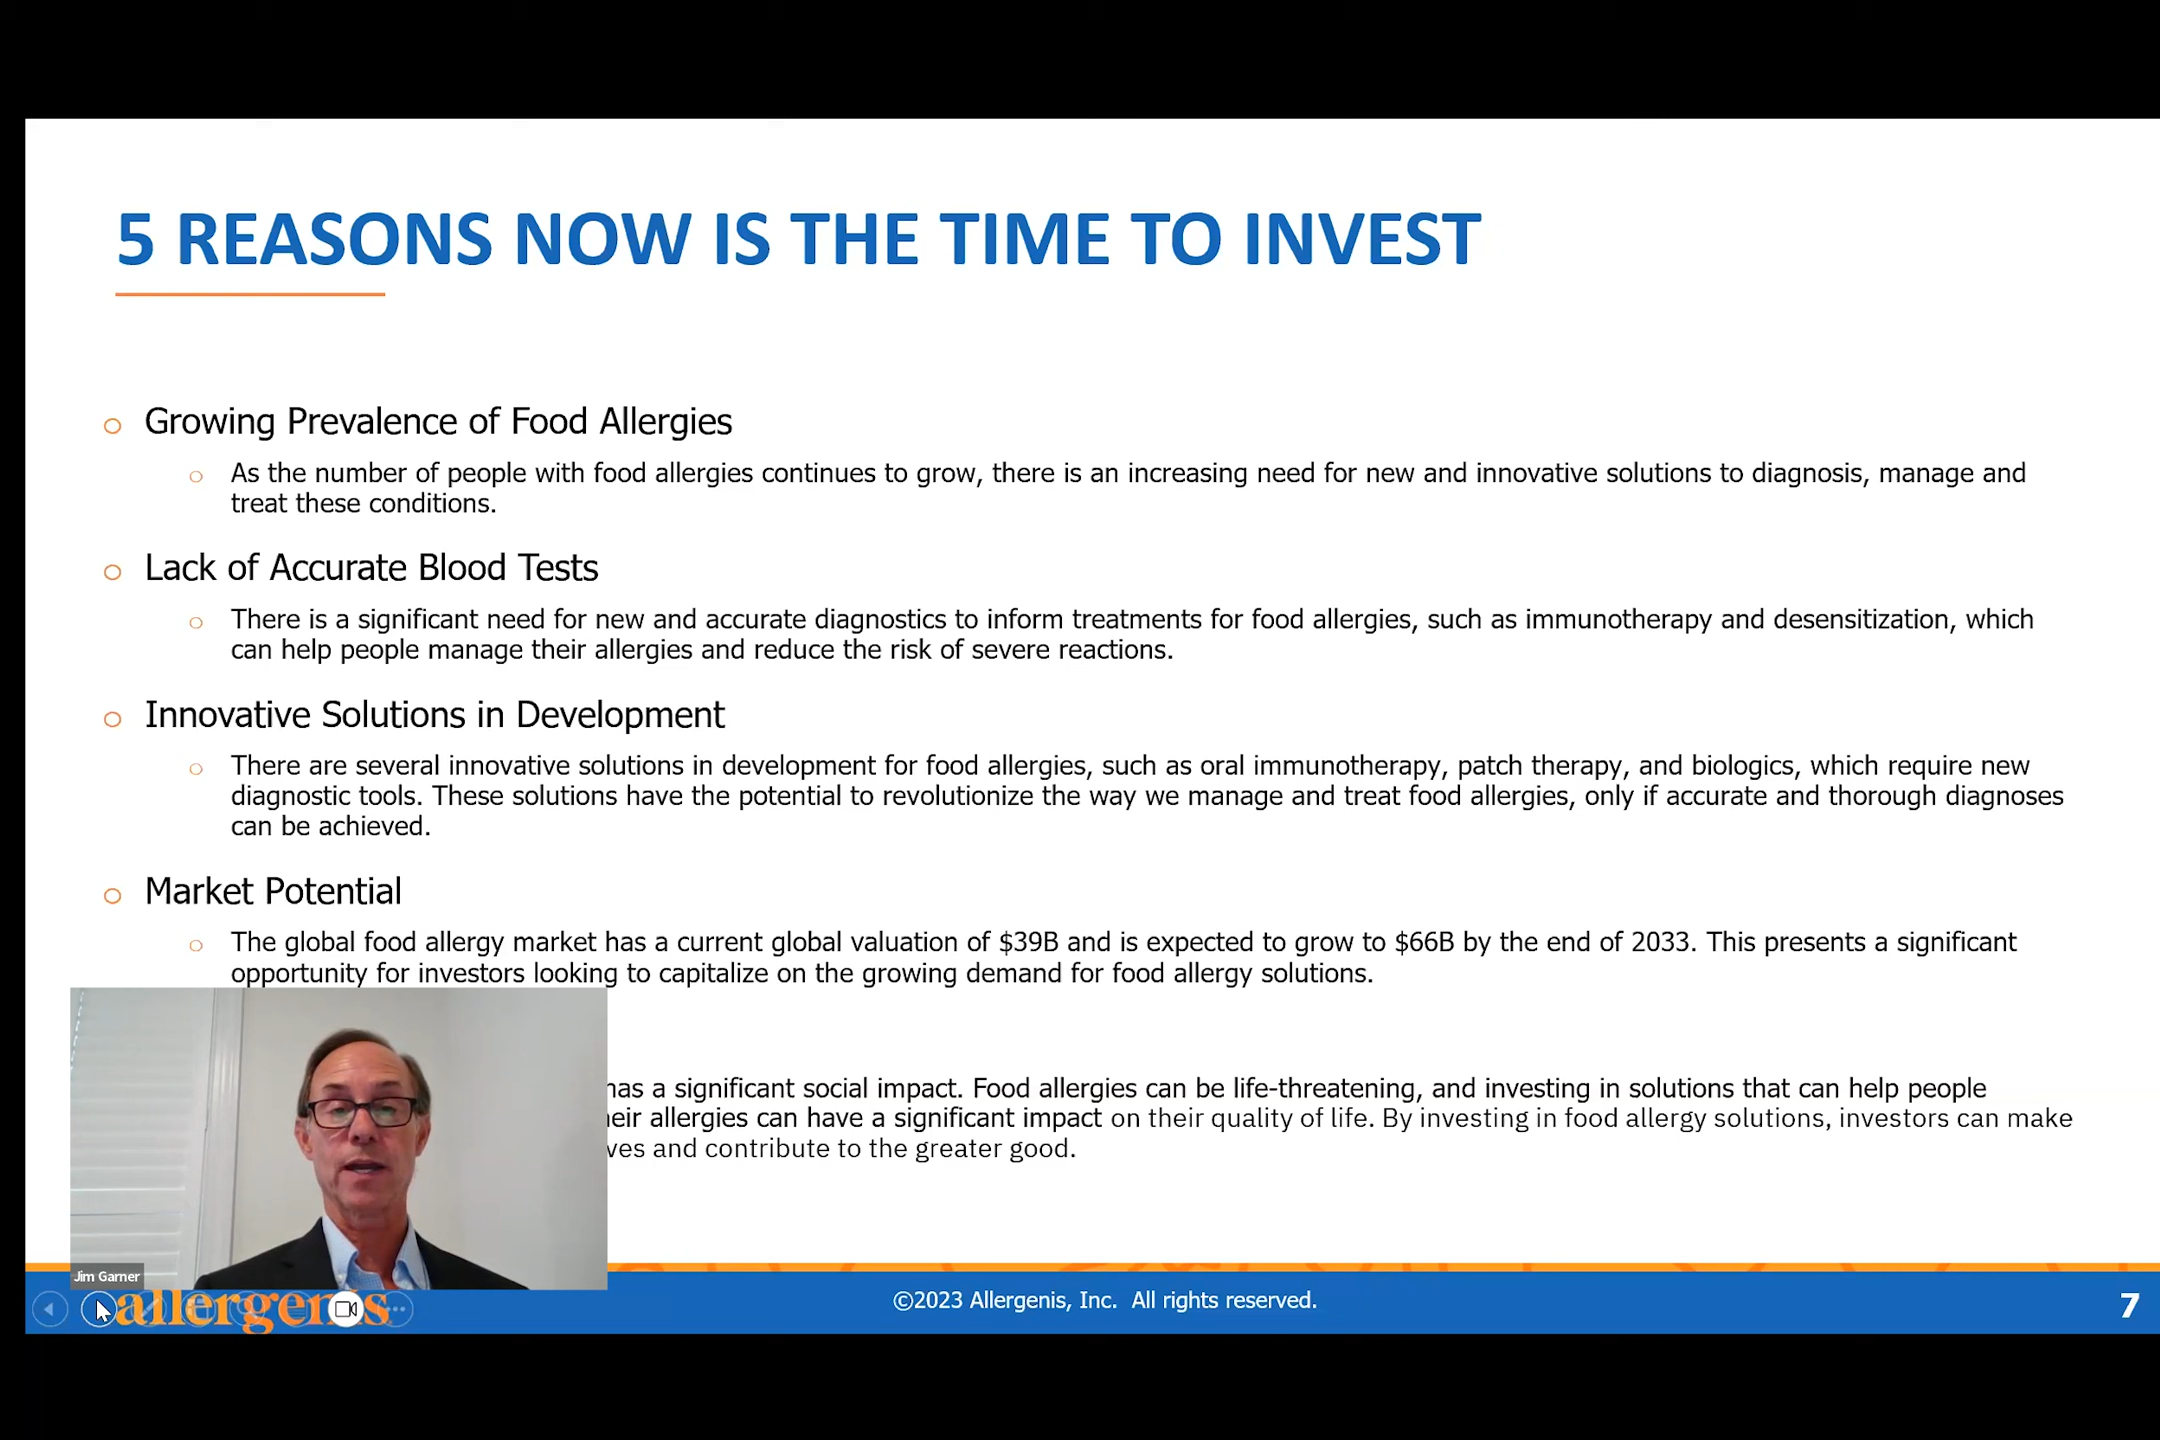 5 REASONS NOW IS THE TIME TO INVEST
Growing Prevalence of Food Allergies
As the number of people with food allergies continues to grow, there is an increasing need for new and innovative solutions to diagnosis, manage and
treat these conditions.
Lack of Accurate Blood Tests
There is a significant need for new and accurate diagnostics to inform treatments for food allergies, such as immunotherapy and desensitization, which
can help people manage their allergies and reduce the risk of severe reactions.
Innovative Solutions in Development
There are several innovative solutions in development for food allergies, such as oral immunotherapy, patch therapy, and biologics, which require new
diagnostic tools. These solutions have the potential to revolutionize the way we manage and treat food allergies, only if accurate and thorough diagnoses
can be achieved.
Market Potential
The global food allergy market has a current global valuation of $39B and is expected to grow to $66B by the end of 2033. This presents a significant
opportunity for investors looking to capitalize on the growing demand for food allergy solutions.
has a significant social impact. Food allergies can be life-threatening, and investing in solutions that can help people
allergies can have a significant impact on their quality of life. By investing in food allergy solutions, investors can make
and contribute to the greater good.
Jim Garner
allergenis
©2023 Allergenis, Inc. All rights reserved.
7